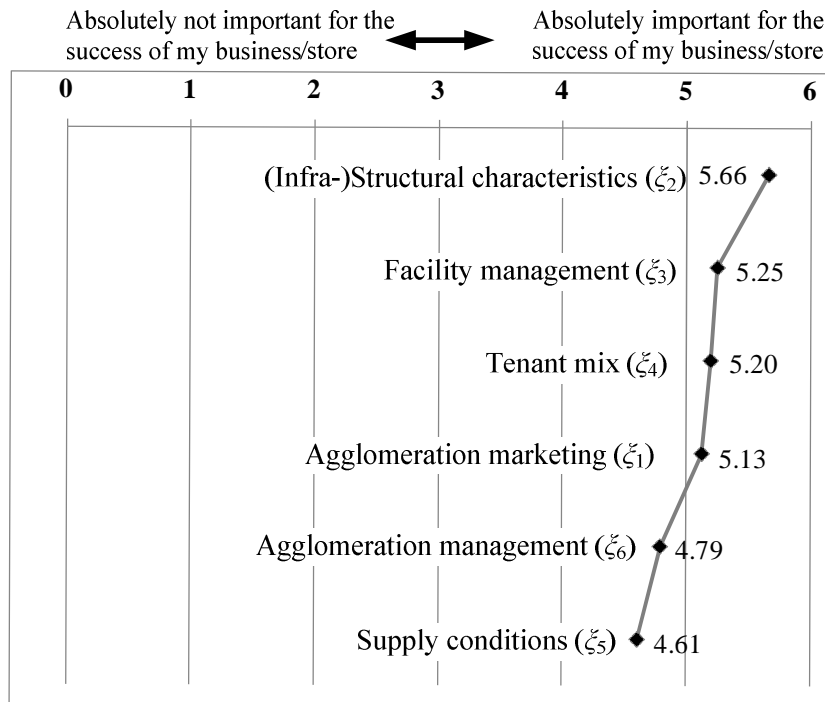 Absolutely not important for the
success of my business/store
Absolutely important for the
success of my business/store
0 1 2 3 4 5 6
(Infra-)Structural characteristics (ξ2) 5.66
Facility management (ξ3) 5.25
Tenant mix (ξ4) 5.20
Agglomeration marketing (ξ1) 5.13
Agglomeration management (ξ6) 4.79
Supply conditions (ξ5) 4.61